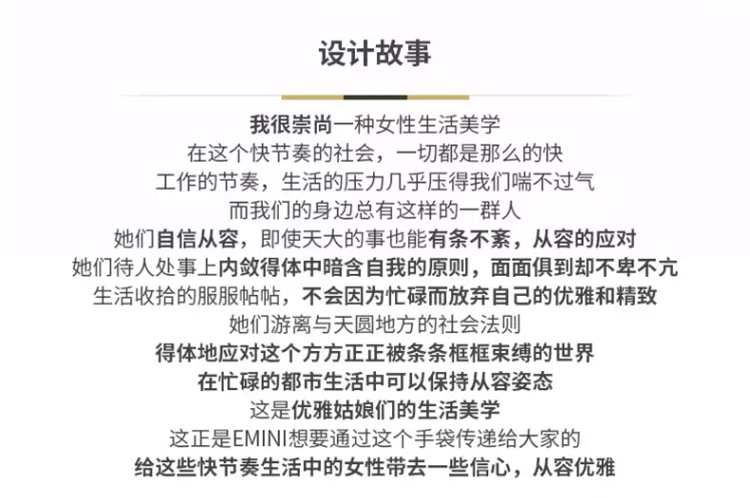 设计故事
我很崇尚一种女性生活美学
在这个快节奏的社会，一切都是那么的快
工作的节奏，生活的压力几乎压得我们喘不过气
而我们的身边总有这样的一群人
她们自信从容，即使天大的事也能有条不紊，从容的应对
她们待人处事上内敛得体中暗含自我的原则，面面俱到却不卑不亢
生活收拾的服服帖帖，不会因为忙碌而放弃自己的优雅和精致
她们游离与天圆地方的社会法则
得体地应对这个方方正正被条条框框束缚的世界
在忙碌的都市生活中可以保持从容姿态
这是优雅姑娘们的生活美学
这正是EMINI想要通过这个手袋传递给大家的
给这些快节奏生活中的女性带去一些信心，从容优雅